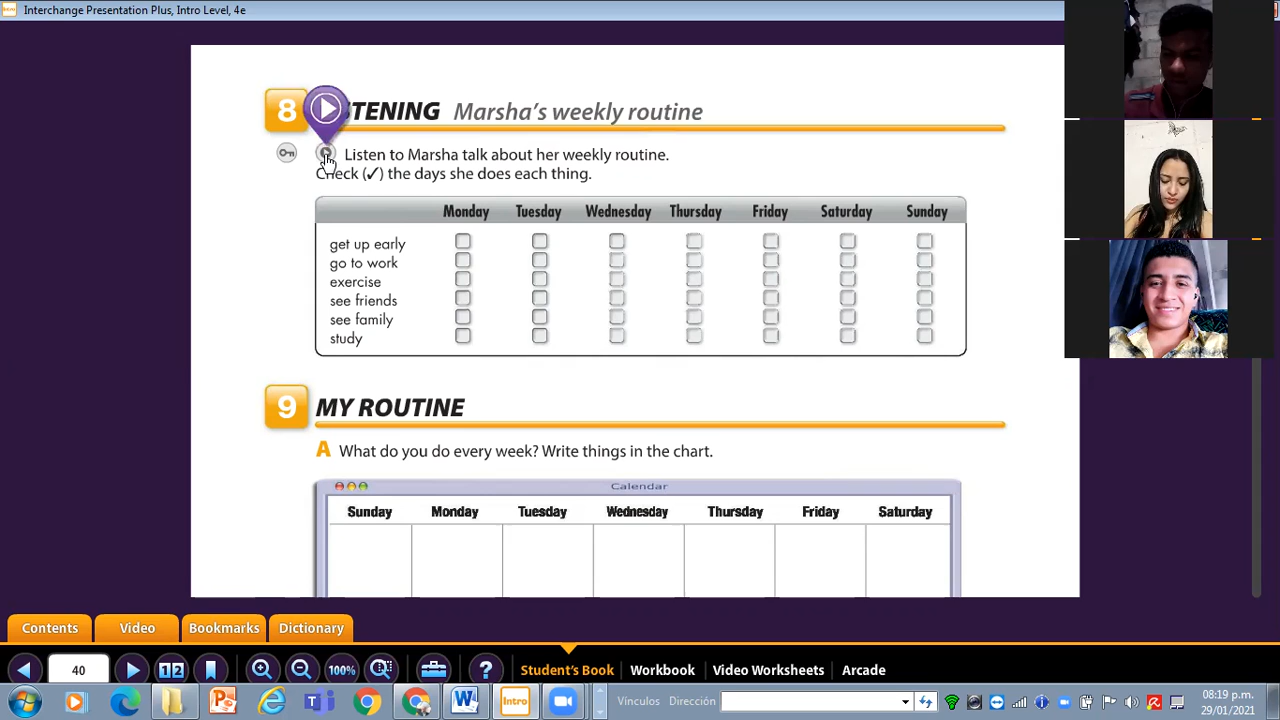 Interchange Presentation Plus, Intro Level, 4e
8 STENING Marsha's weekly routine
Listen to Marsha talk about her weekly routine.
Check (✓) the days she does each thing.
Monday Tuesday Wednesday Thursday Friday Saturday Sunday
get up early
go to work
exercise
see friends
see family
study
9 MY ROUTINE
A What do you do every week? Write things in the chart.
Calendar
Sunday Monday Tuesday Wednesday Thursday Friday Saturday
Contents Video Bookmarks Dictionary
40 12 100% ? Student's Book Workbook Video Worksheets Arcade
Intro Vínculos Dirección 08:19 p.m.
29/01/2021